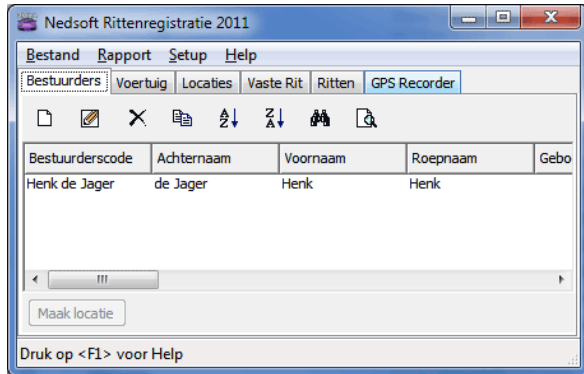 Nedsoft Rittenregistratie 2011
Bestand Rapport Setup Help
Bestuurders Voertuig Locaties Vaste Rit Ritten GPS Recorder
Bestuurderscode Achternaam Voornaam Roepnaam Gebo
Henk de Jager de Jager Henk Henk
Maak locatie
Druk op <F1> voor Help